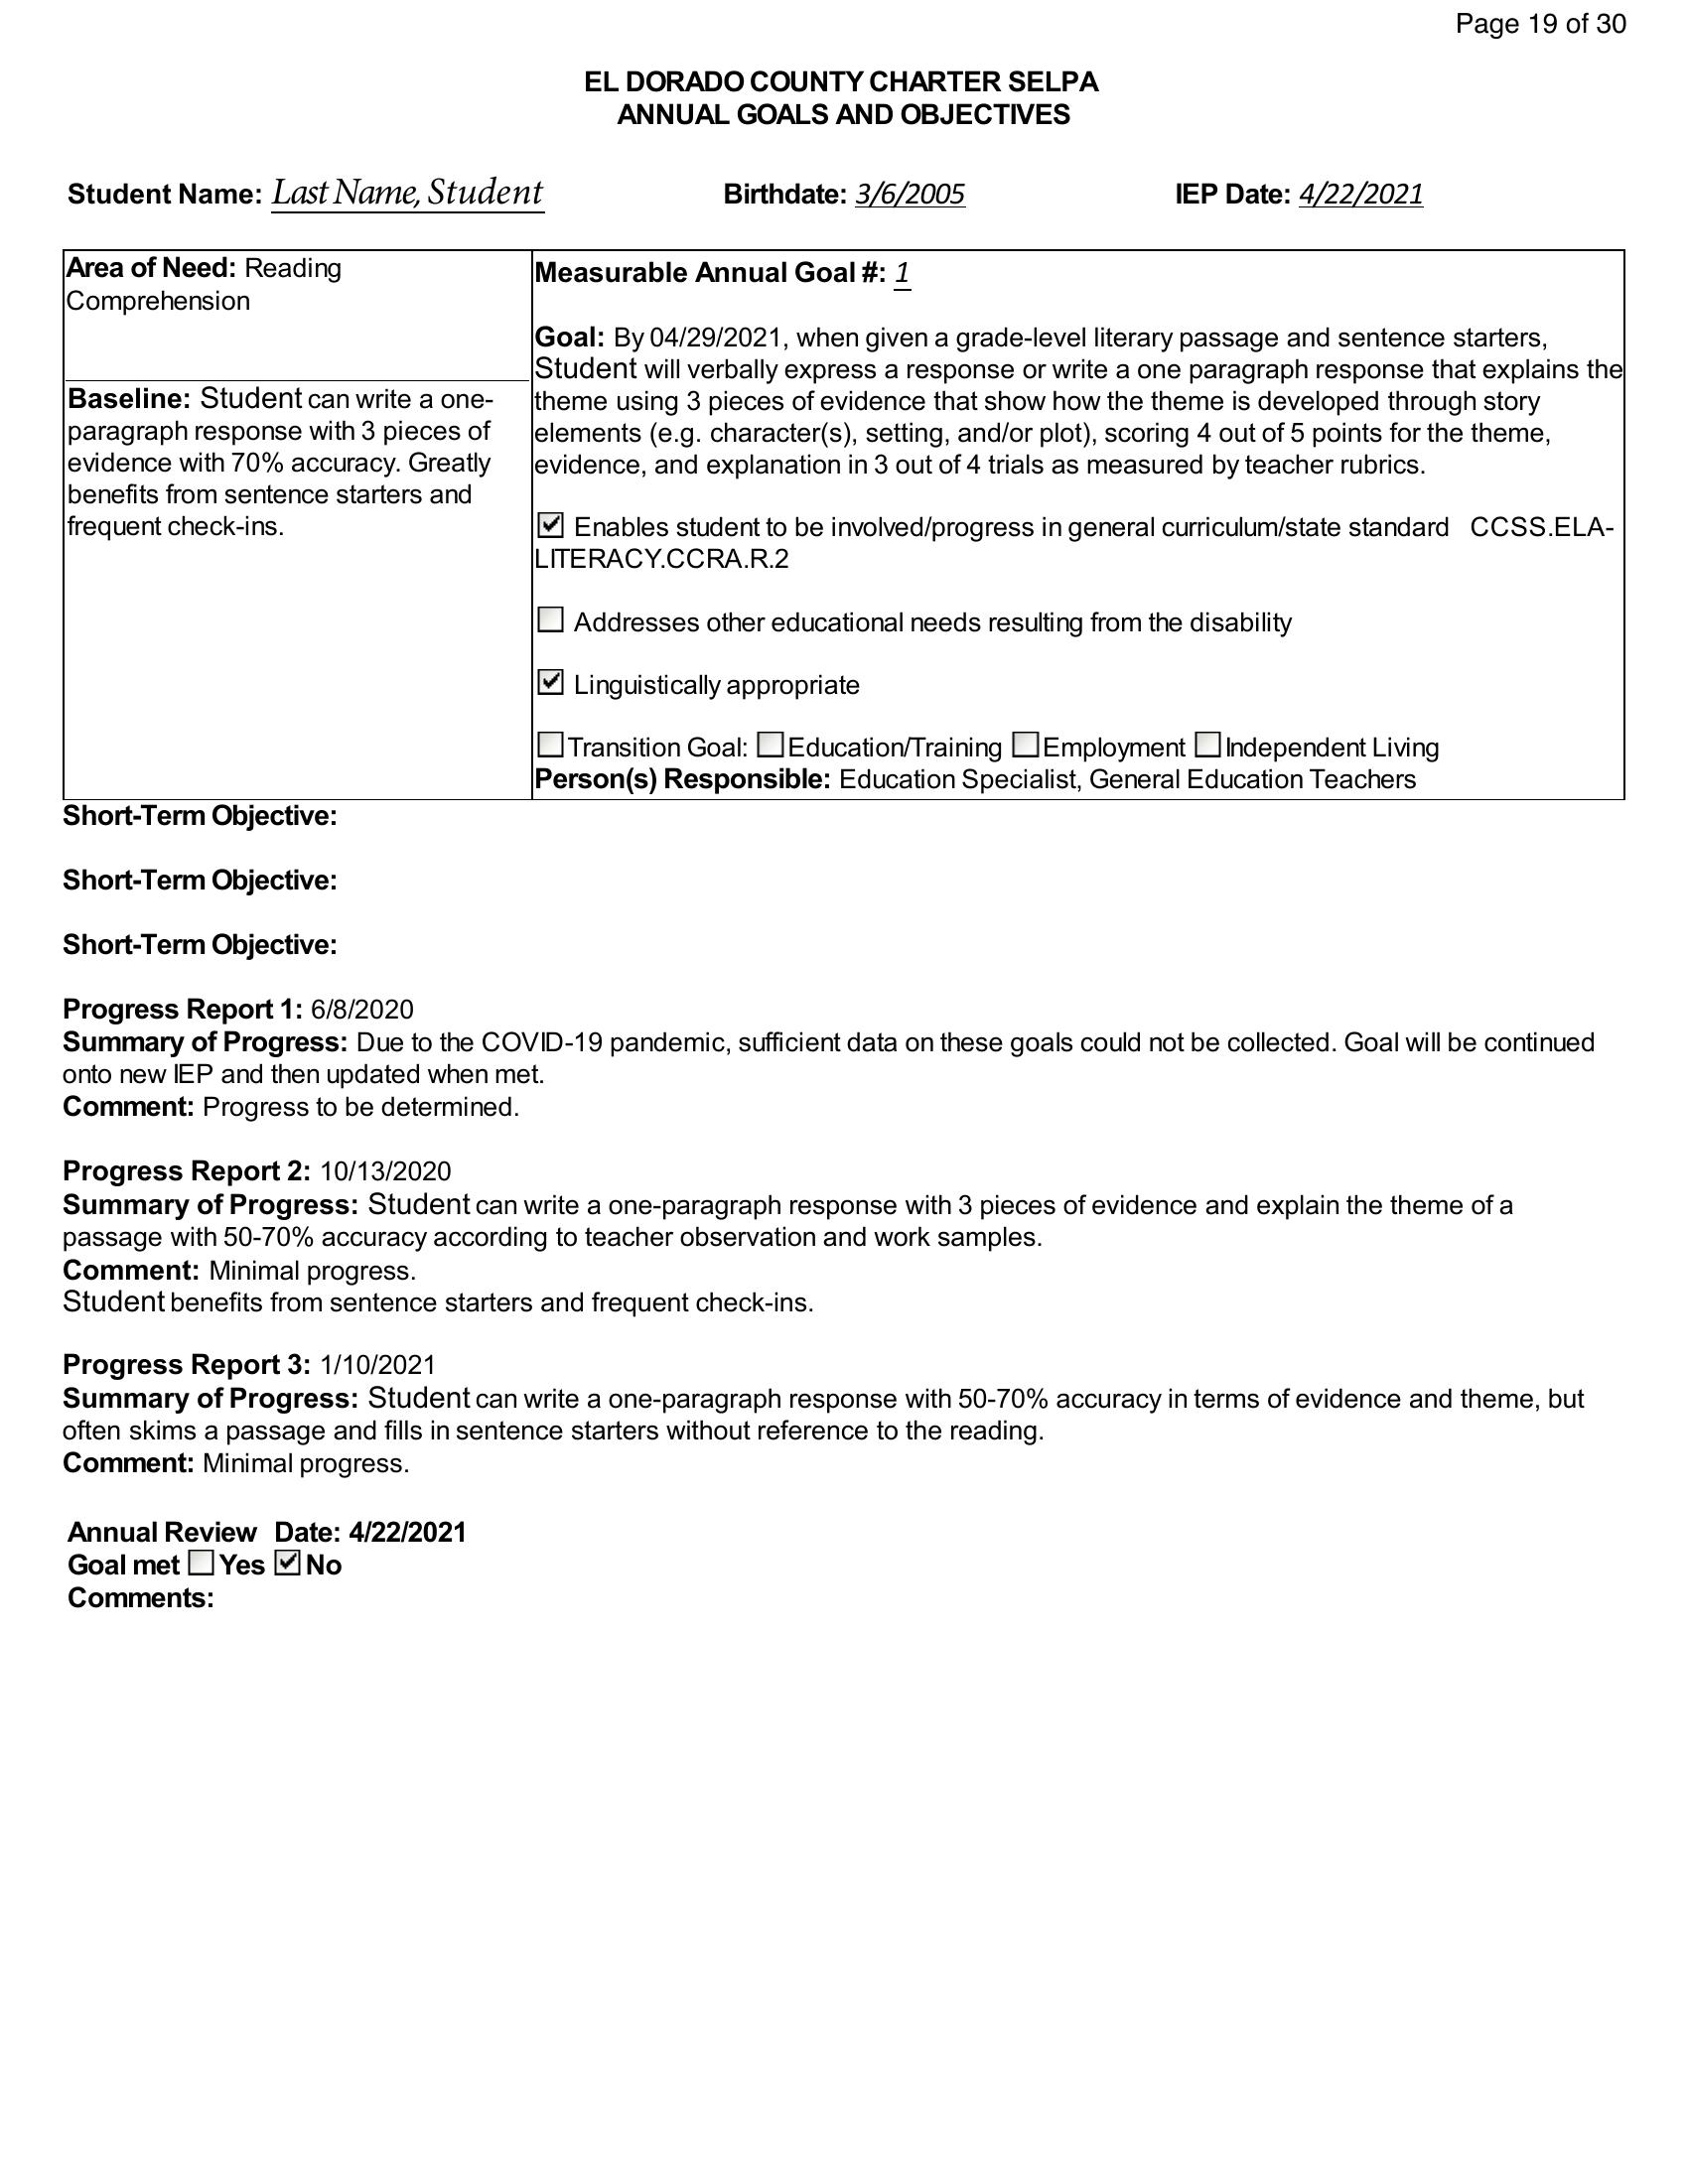 Page 19 of 30
EL DORADO COUNTY CHARTER SELPA
ANNUAL GOALS AND OBJECTIVES
Student Name: Last Name, Student Birthdate: 3/6/2005 IEP Date: 4/22/2021
Area of Need: Reading
Comprehension
Baseline: Student can write a one-
paragraph response with 3 pieces of
evidence with 70% accuracy. Greatly
benefits from sentence starters and
frequent check-ins.
Measurable Annual Goal #: 1
Goal: By 04/29/2021, when given a grade-level literary passage and sentence starters,
Student will verbally express a response or write a one paragraph response that explains the
theme using 3 pieces of evidence that show how the theme is developed through story
elements (e.g. character(s), setting, and/or plot), scoring 4 out of 5 points for the theme,
evidence, and explanation in 3 out of 4 trials as measured by teacher rubrics.
Enables student to be involved/progress in general curriculum/state standard CCSS.ELA-
LITERACY.CCRA.R.2
Addresses other educational needs resulting from the disability
Linguistically appropriate
Transition Goal: Education/Training Employment Independent Living
Person(s) Responsible: Education Specialist, General Education Teachers
Short-Term Objective:
Short-Term Objective:
Short-Term Objective:
Progress Report 1: 6/8/2020
Summary of Progress: Due to the COVID-19 pandemic, sufficient data on these goals could not be collected. Goal will be continued
onto new IEP and then updated when met.
Comment: Progress to be determined.
Progress Report 2: 10/13/2020
Summary of Progress: Student can write a one-paragraph response with 3 pieces of evidence and explain the theme of a
passage with 50-70% accuracy according to teacher observation and work samples.
Comment: Minimal progress.
Student benefits from sentence starters and frequent check-ins.
Progress Report 3: 1/10/2021
Summary of Progress: Student can write a one-paragraph response with 50-70% accuracy in terms of evidence and theme, but
often skims a passage and fills in sentence starters without reference to the reading.
Comment: Minimal progress.
Annual Review Date: 4/22/2021
Goal met Yes No
Comments: